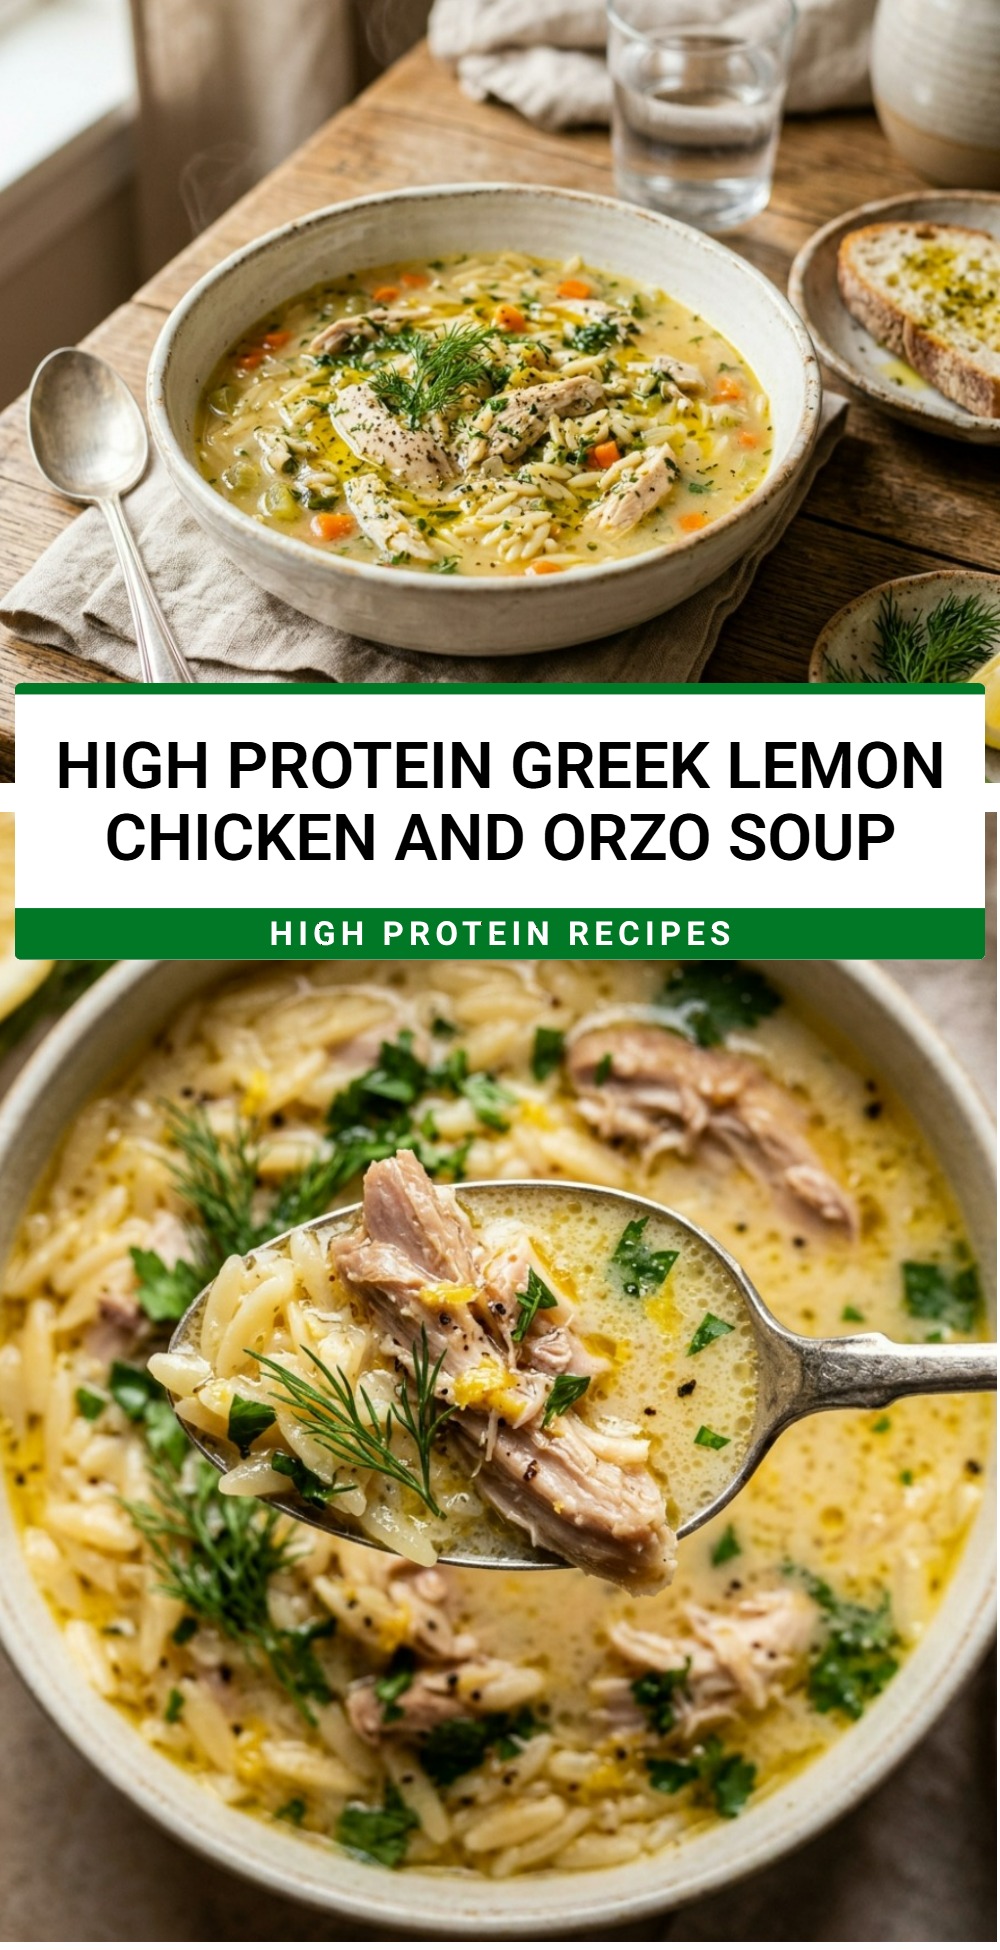 HIGH PROTEIN GREEK LEMON
CHICKEN AND ORZO SOUP
HIGH PROTEIN RECIPES